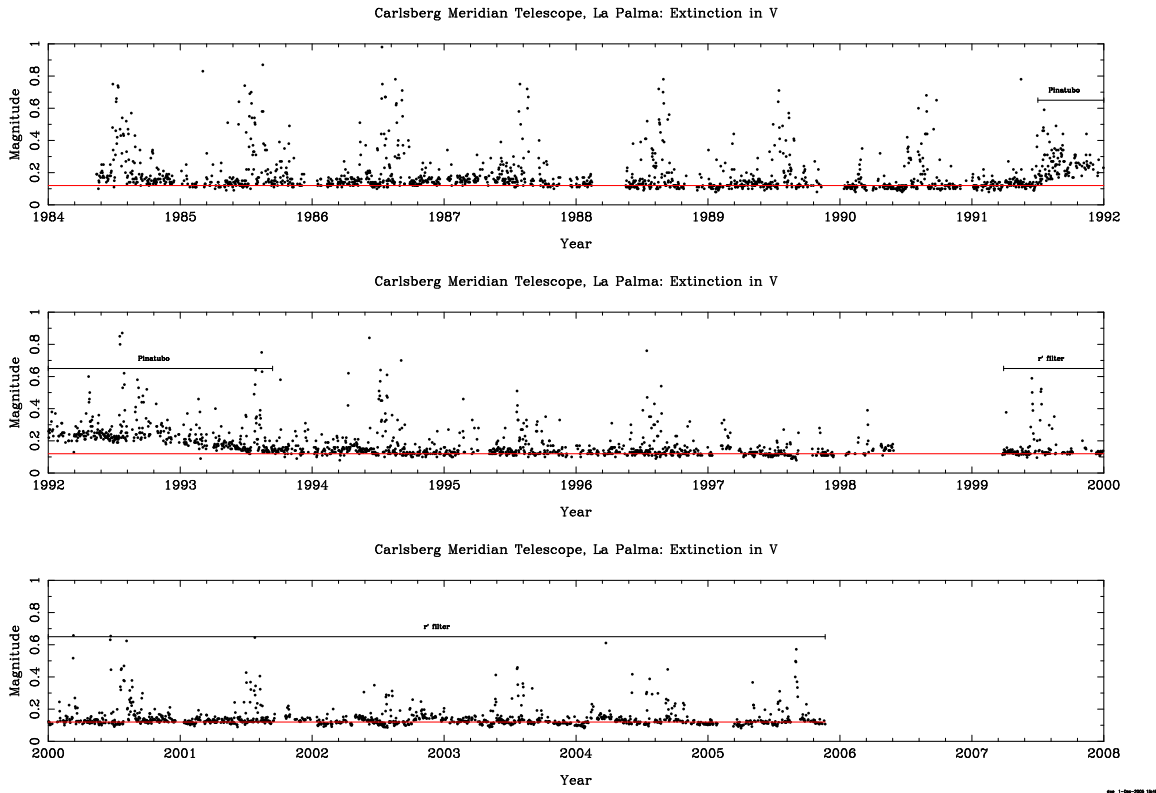 Carlsberg Meridian Telescope, La Palma: Extinction in V
Magnitude
1
0.8
0.6
0.4
0.2
0
Pinatubo
1984 1985 1986 1987 1988 1989 1990 1991 1992
Year
Carlsberg Meridian Telescope, La Palma: Extinction in V
Magnitude
1
0.8
0.6
0.4
0.2
0
Pinatubo
r' filter
1992 1993 1994 1995 1996 1997 1998 1999 2000
Year
Carlsberg Meridian Telescope, La Palma: Extinction in V
Magnitude
1
0.8
0.6
0.4
0.2
0
r' filter
2000 2001 2002 2003 2004 2005 2006 2007 2008
Year